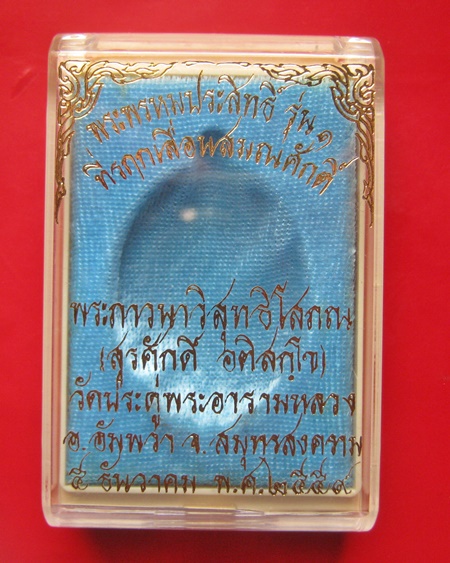 พระพรหมประสิทธิ์ รุ่น ๑
ที่ระฤกเลื่อนสมณศักดิ์
พระภาวนาวิสุทธิโสภณ
(สุรศักดิ์ อติสกฺโข)
วัดประดู่พระอารามหลวง
อ. อัมพวา จ. สมุทรสงคราม
๕ ธันวาคม พ.ศ.๒๕๕๙